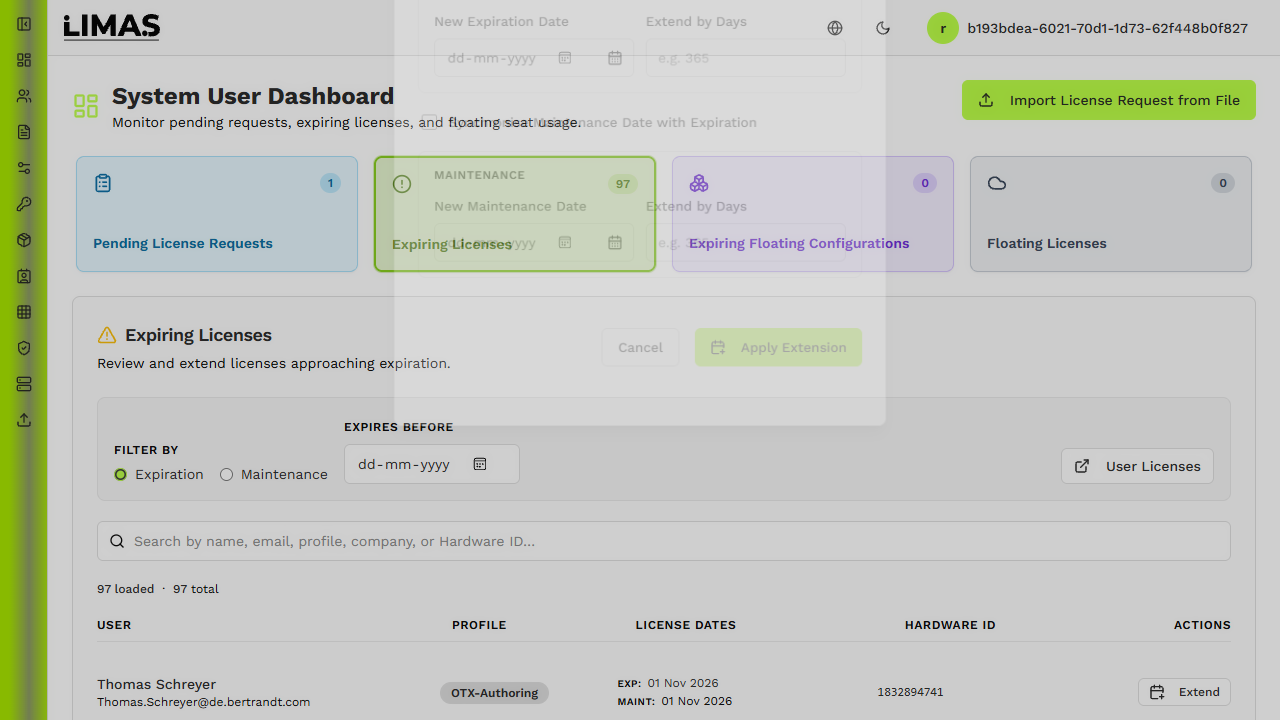 LIMAS
b193bdea-6021-70d1-1d73-62f448b0f827
New Expiration Date
Extend by Days
dd-mm-yyyy
e.g. 365
System User Dashboard
Import License Request from File
Monitor pending requests, expiring licenses, and floating seat usage.
Maintenance Date with Expiration
1
MAINTENANCE
97
0
0
New Maintenance Date
Extend by Days
dd-mm-yyyy
e.g.
Pending License Requests
Expiring Licenses
Expiring Floating Configurations
Floating Licenses
Expiring Licenses
Review and extend licenses approaching expiration.
Cancel
Apply Extension
FILTER BY
Expiration
Maintenance
EXPIRES BEFORE
dd-mm-yyyy
User Licenses
Search by name, email, profile, company, or Hardware ID...
97 loaded · 97 total
USER PROFILE LICENSE DATES HARDWARE ID ACTIONS
Thomas Schreyer
Thomas.Schreyer@de.bertrandt.com
OTX-Authoring
EXP: 01 Nov 2026
MAINT: 01 Nov 2026
1832894741
Extend
r